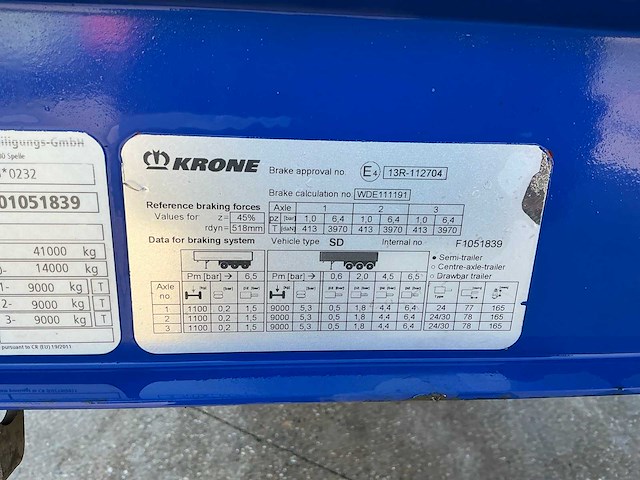 iligungs-GmbH
Spelle
*0232
01051839
41000 kg
0- 14000 kg
1- 9000 kg T
2- 9000 kg T
3- 9000 kg T
pursuant to CR (EU) 19/2011
KRONE
Brake approval no. E4 13R-112704
Brake calculation no WDE111191
Reference braking forces
Values for z= 45%
rdyn= 518mm
Axle 1 2 3
pz [bar] 1,0 6,4 1,0 6,4 1,0 6,4
T [daN] 413 3970 413 3970 413 3970
Data for braking system Vehicle type SD Internal no F1051839
Semi-trailer
Centre-axle-trailer
Drawbar trailer
Pm [bar] → 6,5 Pm [bar] → 0,6 2,0 4,5 6,5
Axle no.
Type
1 1100 0,2 1,5 9000 5,3 0,5 1,8 4,4 6,4 24 77 165
2 1100 0,2 1,5 9000 5,3 0,5 1,8 4,4 6,4 24/30 78 165
3 1100 0,2 1,5 9000 5,3 0,5 1,8 4,4 6,4 24/30 78 165